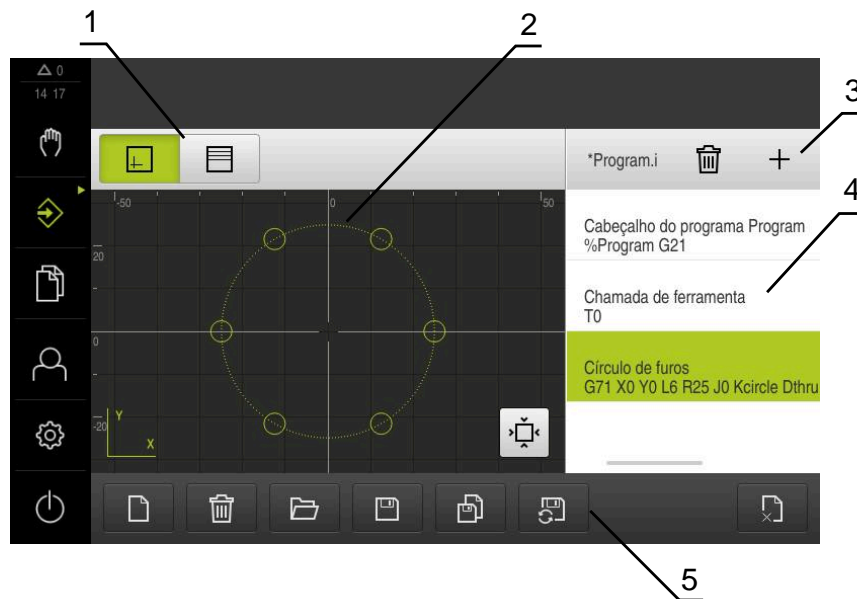 1
2
3
4
5
0
14 17
*Program.i
-50
0
50
20
0
-20
Y
X
Cabeçalho do programa Program
%Program G21
Chamada de ferramenta
T0
Círculo de furos
G71 X0 Y0 L6 R25 J0 Kcircle Dthru